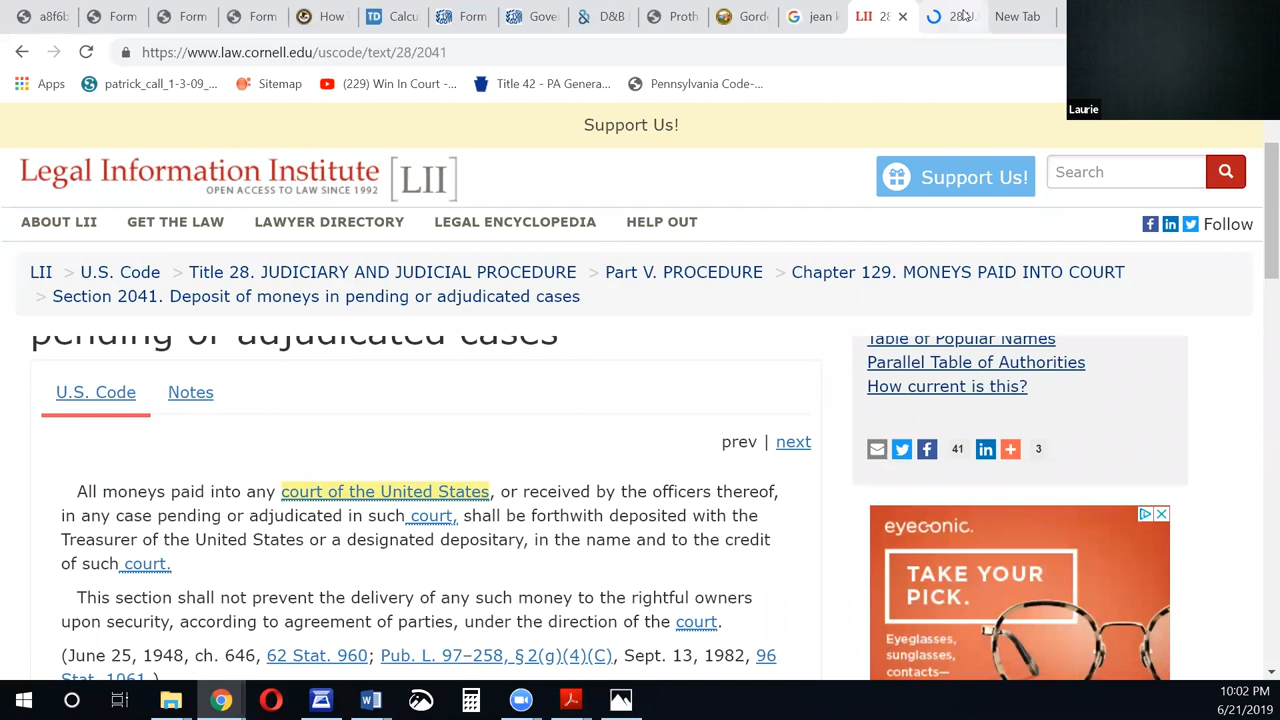 a8f6b
Form
Form
Form
How
Calcu
TD
Form
Gove
D&B
Proth
Gord
jean k
LII 28
28 U.
New Tab
https://www.law.cornell.edu/uscode/text/28/2041
Apps
patrick_call_1-3-09_...
Sitemap
(229) Win In Court -...
Title 42 - PA Genera...
Pennsylvania Code-...
Laurie
Support Us!
Legal Information Institute [LII]
OPEN ACCESS TO LAW SINCE 1992
Support Us!
Search
ABOUT LII
GET THE LAW
LAWYER DIRECTORY
LEGAL ENCYCLOPEDIA
HELP OUT
Follow
LII > U.S. Code > Title 28. JUDICIARY AND JUDICIAL PROCEDURE > Part V. PROCEDURE > Chapter 129. MONEYS PAID INTO COURT
> Section 2041. Deposit of moneys in pending or adjudicated cases
pending or adjudicated cases
U.S. Code
Notes
prev | next
All moneys paid into any court of the United States, or received by the officers thereof,
in any case pending or adjudicated in such court, shall be forthwith deposited with the
Treasurer of the United States or a designated depositary, in the name and to the credit
of such court.
This section shall not prevent the delivery of any such money to the rightful owners
upon security, according to agreement of parties, under the direction of the court.
(June 25, 1948, ch. 646, 62 Stat. 960; Pub. L. 97–258, § 2(g)(4)(C), Sept. 13, 1982, 96
Stat. 1061.)
Table of Popular Names
Parallel Table of Authorities
How current is this?
41
3
eyeconic.
TAKE YOUR
PICK.
Eyeglasses,
sunglasses,
contacts—
10:02 PM
6/21/2019